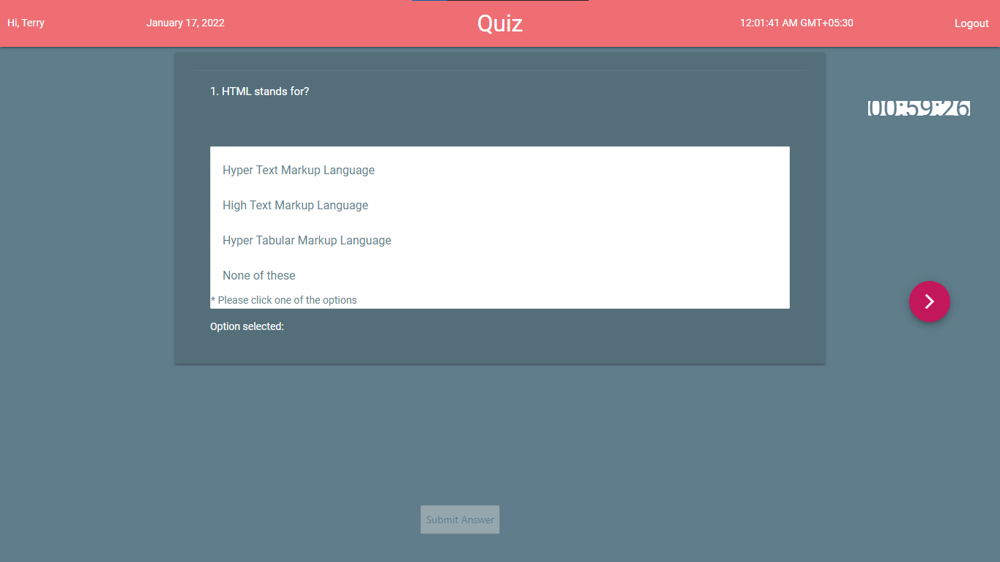 Hi, Terry
January 17, 2022
Quiz
12:01:41 AM GMT+05:30
Logout
1. HTML stands for?
00:59:26
Hyper Text Markup Language
High Text Markup Language
Hyper Tabular Markup Language
None of these
* Please click one of the options
Option selected:
Submit Answer